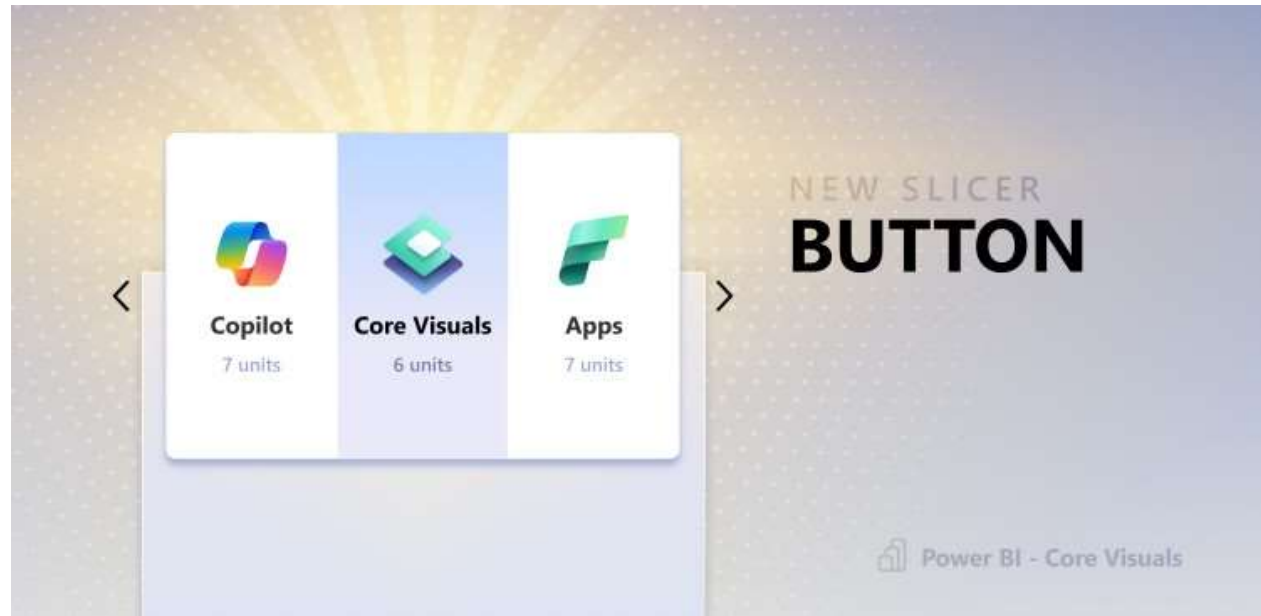 NEW SLICER
BUTTON
Copilot
7 units
Core Visuals
6 units
Apps
7 units
Power BI - Core Visuals